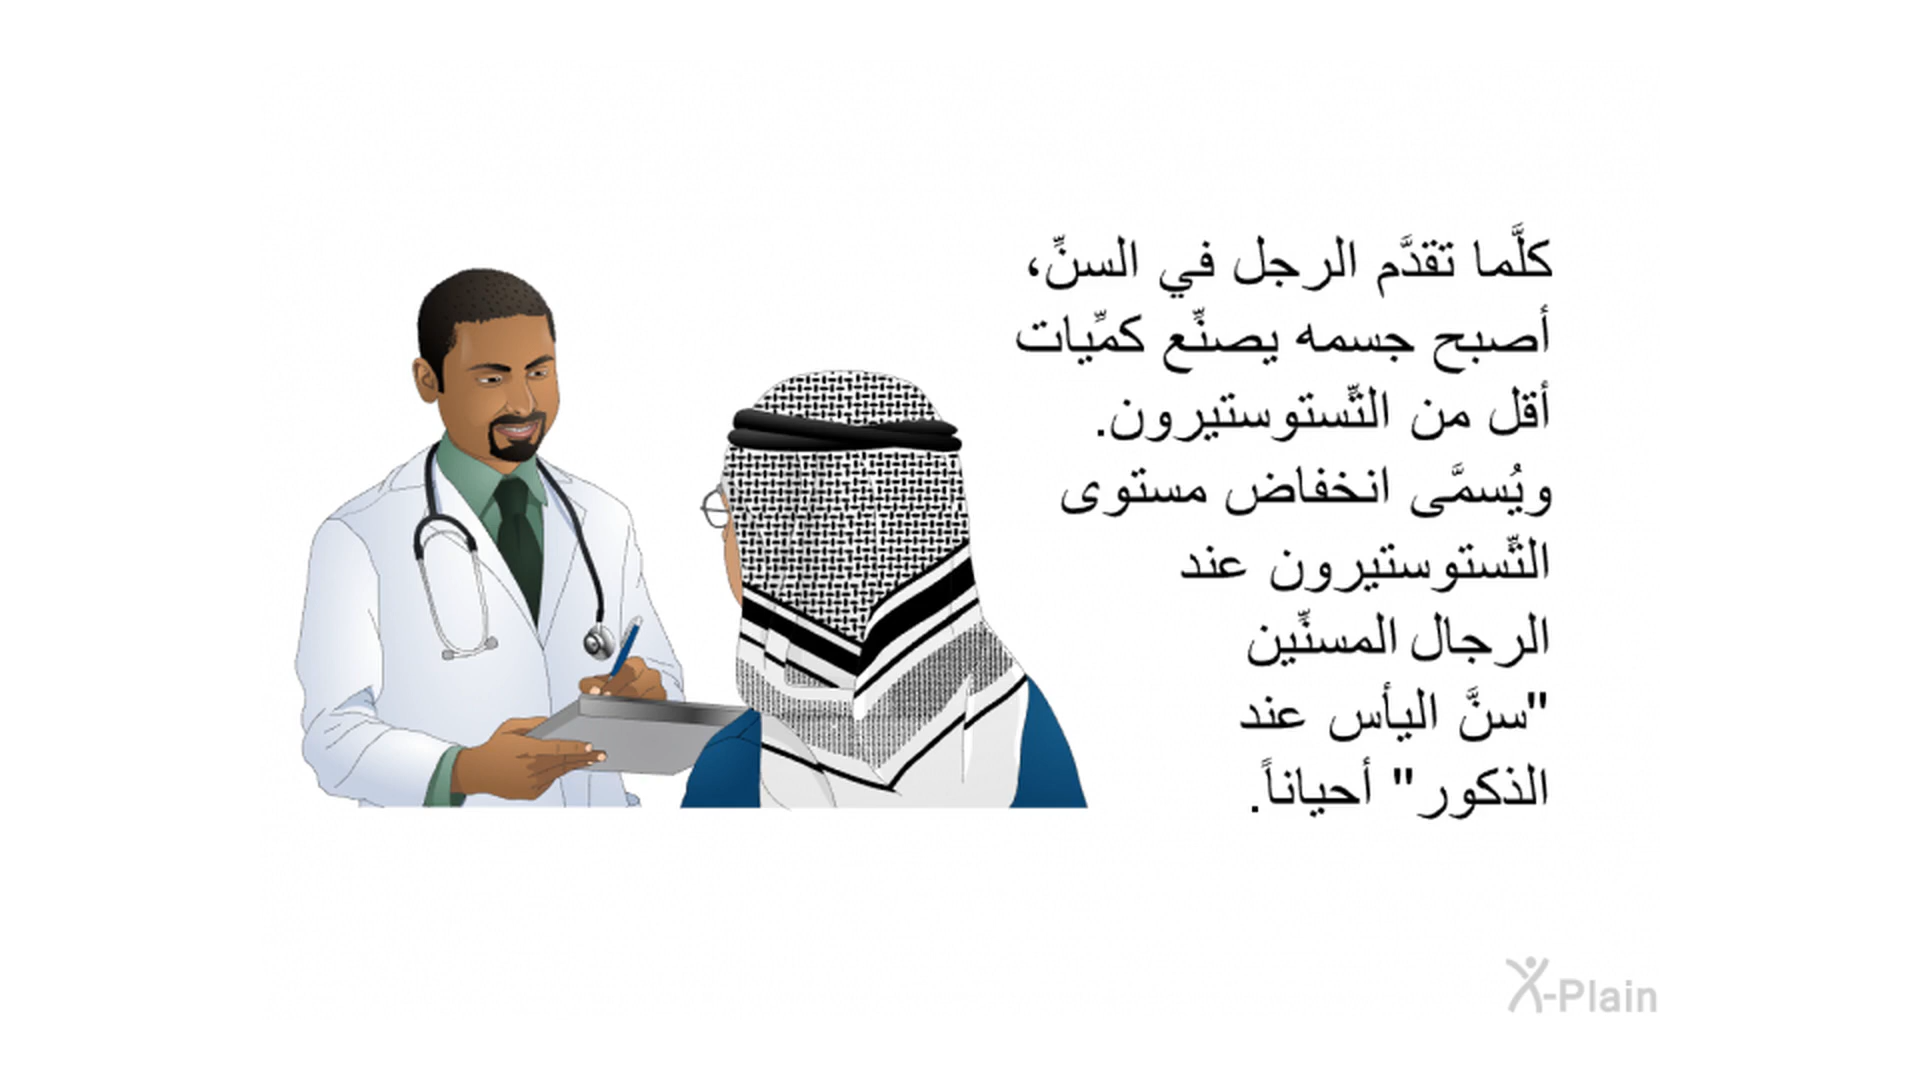 كلَّما تقدَّم الرجل في السنِّ،
أصبح جسمه يصنِّع كمِّيات
أقل من التِّستوستيرون.
ويُسمَّى انخفاض مستوى
التِّستوستيرون عند
الرجال المسنِّين
"سنَّ اليأس عند
الذكور" أحياناً.
X-Plain